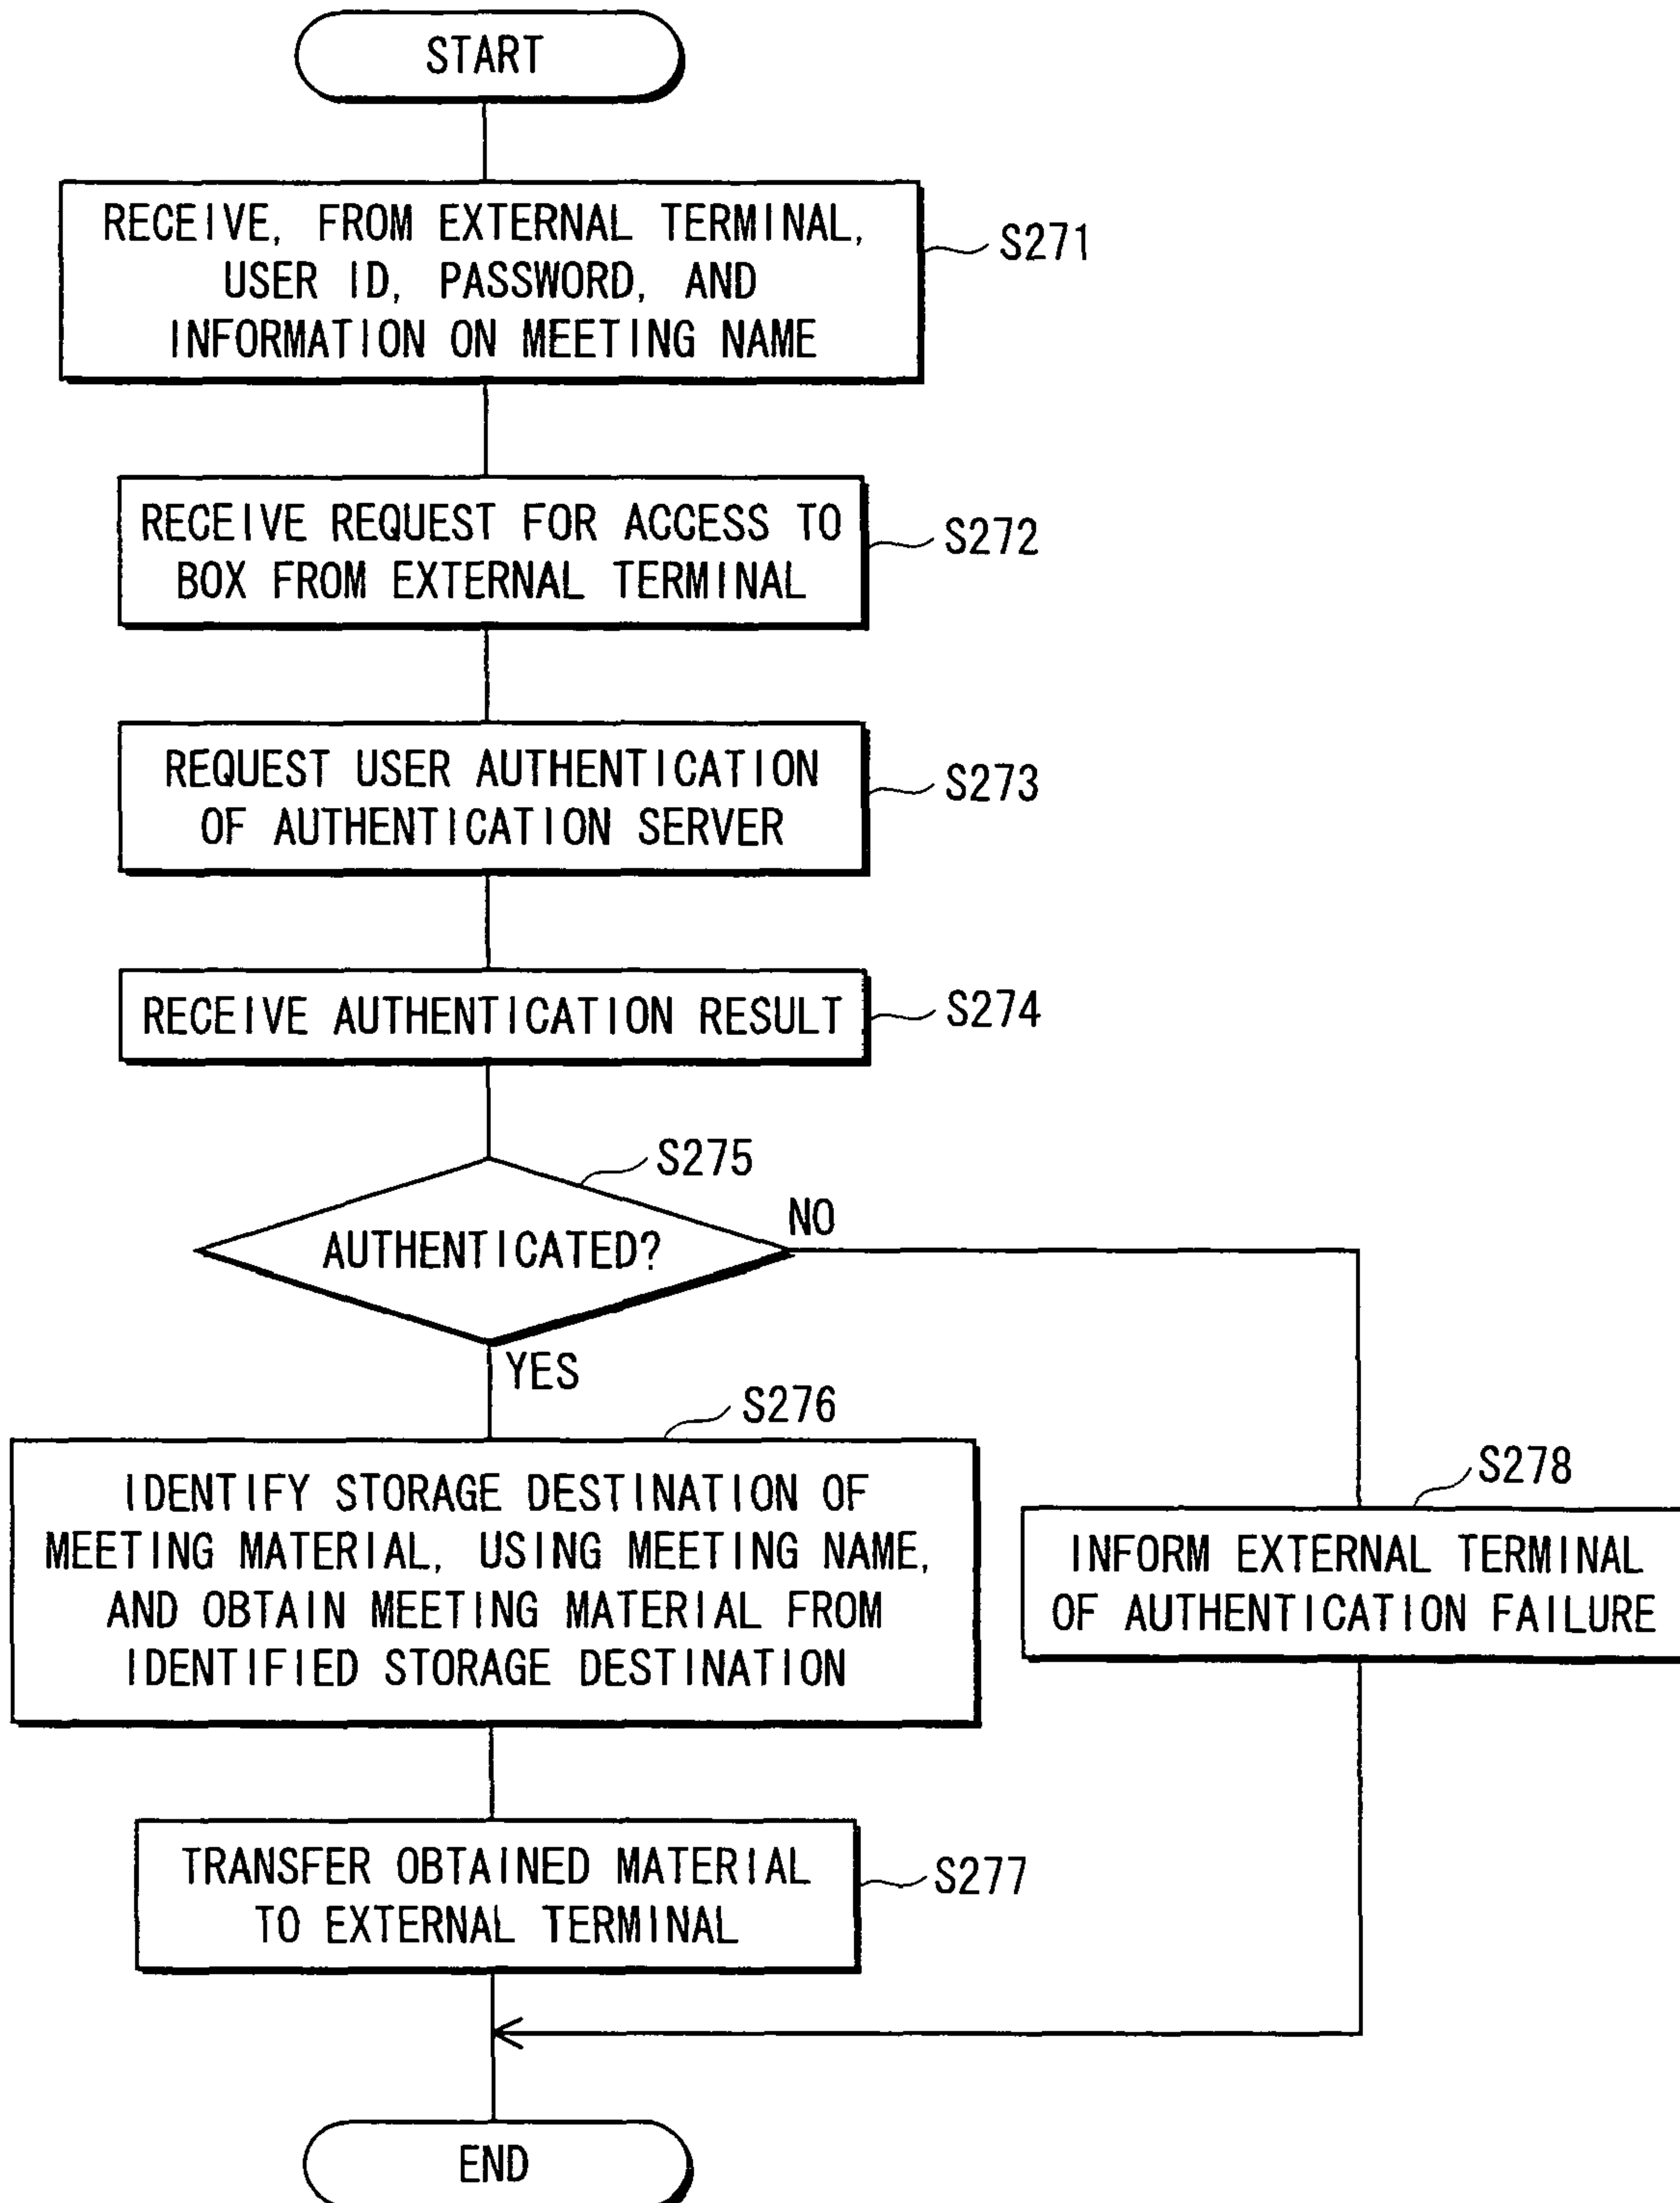 START
RECEIVE, FROM EXTERNAL TERMINAL,
USER ID, PASSWORD, AND
INFORMATION ON MEETING NAME
S271
RECEIVE REQUEST FOR ACCESS TO
BOX FROM EXTERNAL TERMINAL
S272
REQUEST USER AUTHENTICATION
OF AUTHENTICATION SERVER
S273
RECEIVE AUTHENTICATION RESULT
S274
S275
AUTHENTICATED?
NO
YES
S276
IDENTIFY STORAGE DESTINATION OF
MEETING MATERIAL, USING MEETING NAME,
AND OBTAIN MEETING MATERIAL FROM
IDENTIFIED STORAGE DESTINATION
S278
INFORM EXTERNAL TERMINAL
OF AUTHENTICATION FAILURE
TRANSFER OBTAINED MATERIAL
TO EXTERNAL TERMINAL
S277
END